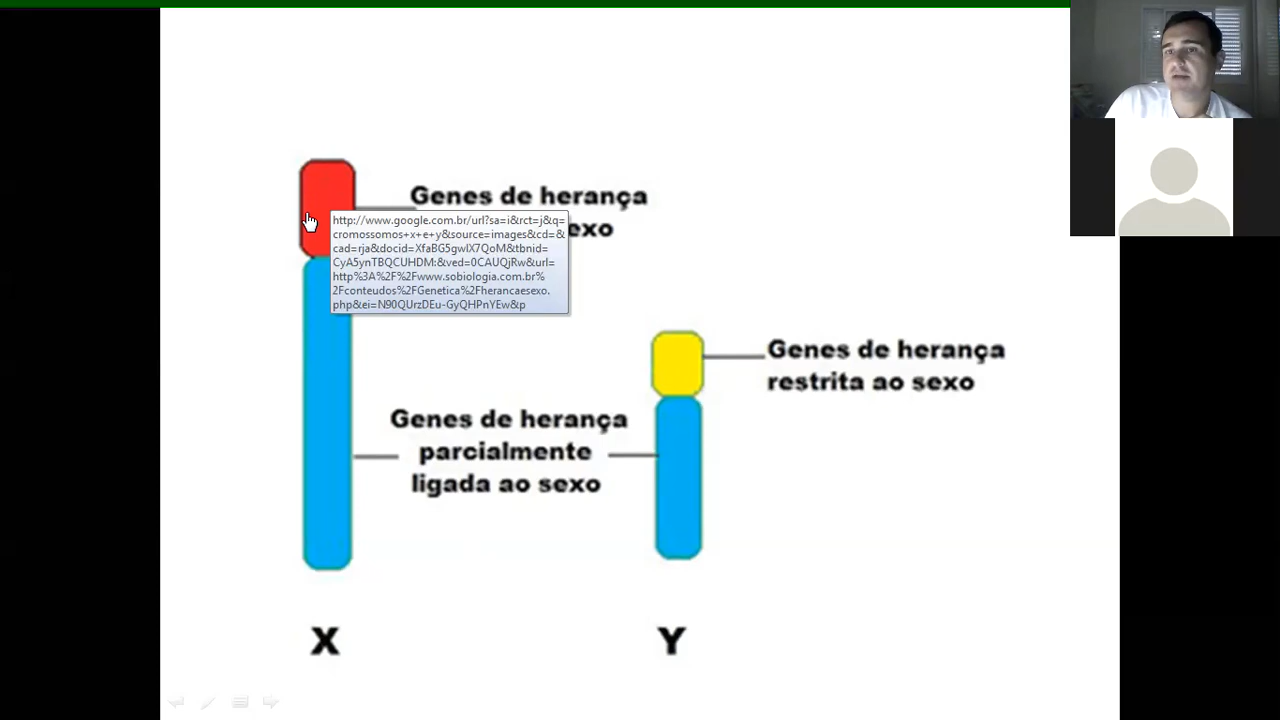 Genes de herança
exo
http://www.google.com.br/url?sa=i&rct=j&q=
cromossomos+x+e+y&source=images&cd=&
cad=rja&docid=XfaBG5gwIX7QoM&tbnid=
CyA5ynTBQCUHDM:&ved=0CAUQjRw&url=
http%3A%2F%2Fwww.sobiologia.com.br%
2Fconteudos%2FGenetica%2Fherancaesexo.
php&ei=N90QUrzDEu-GyQHPnYEw&p
Genes de herança
restrita ao sexo
Genes de herança
parcialmente
ligada ao sexo
X
Y